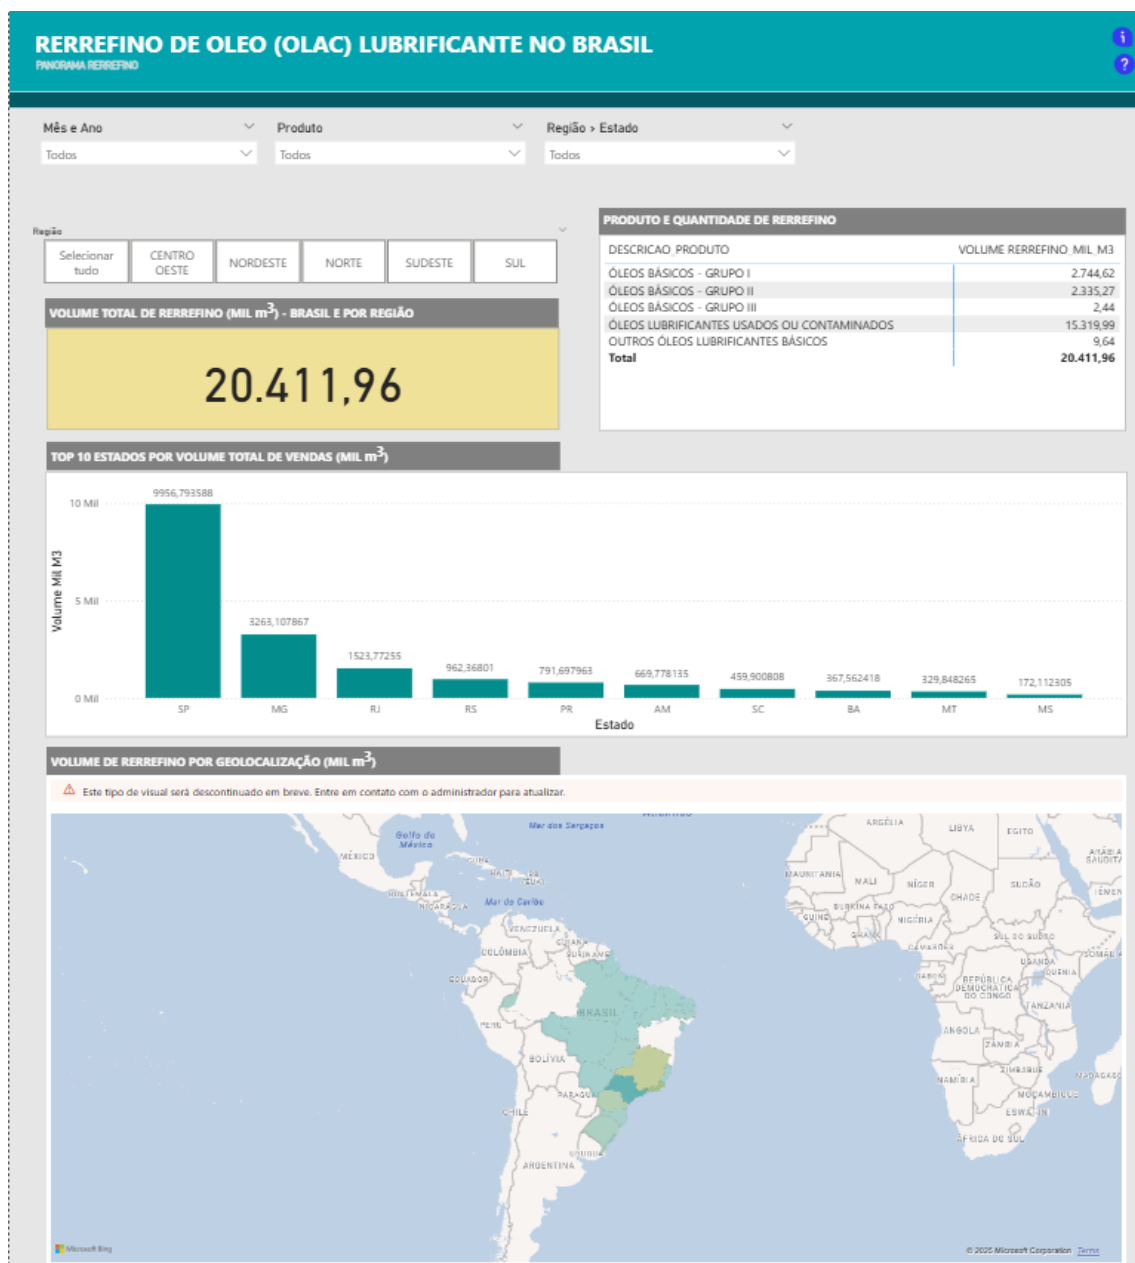 RERREFINO DE OLEO (OLAC) LUBRIFICANTE NO BRASIL
PANORAMA RERREFINO
i
?
Mês e Ano
Todos
Produto
Todos
Região > Estado
Todos
Região
Selecionar tudo
CENTRO OESTE
NORDESTE
NORTE
SUDESTE
SUL
VOLUME TOTAL DE RERREFINO (MIL m³) - BRASIL E POR REGIÃO
20.411,96
PRODUTO E QUANTIDADE DE RERREFINO
DESCRICAO_PRODUTO VOLUME RERREFINO_MIL_M3
ÓLEOS BÁSICOS - GRUPO I 2.744,62
ÓLEOS BÁSICOS - GRUPO II 2.335,27
ÓLEOS BÁSICOS - GRUPO III 2,44
ÓLEOS LUBRIFICANTES USADOS OU CONTAMINADOS 15.319,99
OUTROS ÓLEOS LUBRIFICANTES BÁSICOS 9,64
Total 20.411,96
TOP 10 ESTADOS POR VOLUME TOTAL DE VENDAS (MIL m³)
Volume Mil M3
10 Mil
5 Mil
0 Mil
9956,793588
3263,107867
1523,77255
962,36801
791,697963
669,778135
459,900808
367,562418
329,848265
172,112305
SP MG RJ RS PR AM SC BA MT MS
Estado
VOLUME DE RERREFINO POR GEOLOCALIZAÇÃO (MIL m³)
Este tipo de visual será descontinuado em breve. Entre em contato com o administrador para atualizar.
Golfo do México
Mar dos Sargaços
MÉXICO
CUBA
HAITI
GUATEMALA
NICARÁGUA
Mar do Caribe
VENEZUELA
GUIANA
COLÔMBIA
SURINAME
EQUADOR
BRASIL
PERU
BOLÍVIA
PARAGUAI
CHILE
URUGUAI
ARGENTINA
ARGÉLIA
LIBYA
EGITO
ARÁBIA SAUDITA
MAURITANIA
MALI
NÍGER
CHADE
SUDÃO
IÉMEN
BURKINA FASO
GUINÉ
NIGÉRIA
GHANA
SUL DO SUDÃO
CAMARÕES
SOMÁLIA
UGANDA
QUÊNIA
GABON
REPÚBLICA DEMOCRÁTICA DO CONGO
TANZANIA
ANGOLA
ZÂMBIA
ZIMBABUE
NAMÍBIA
MADAGASC
MOÇAMBIQUE
ESWATINI
ÁFRICA DO SUL
Microsoft Bing
© 2025 Microsoft Corporation Terms